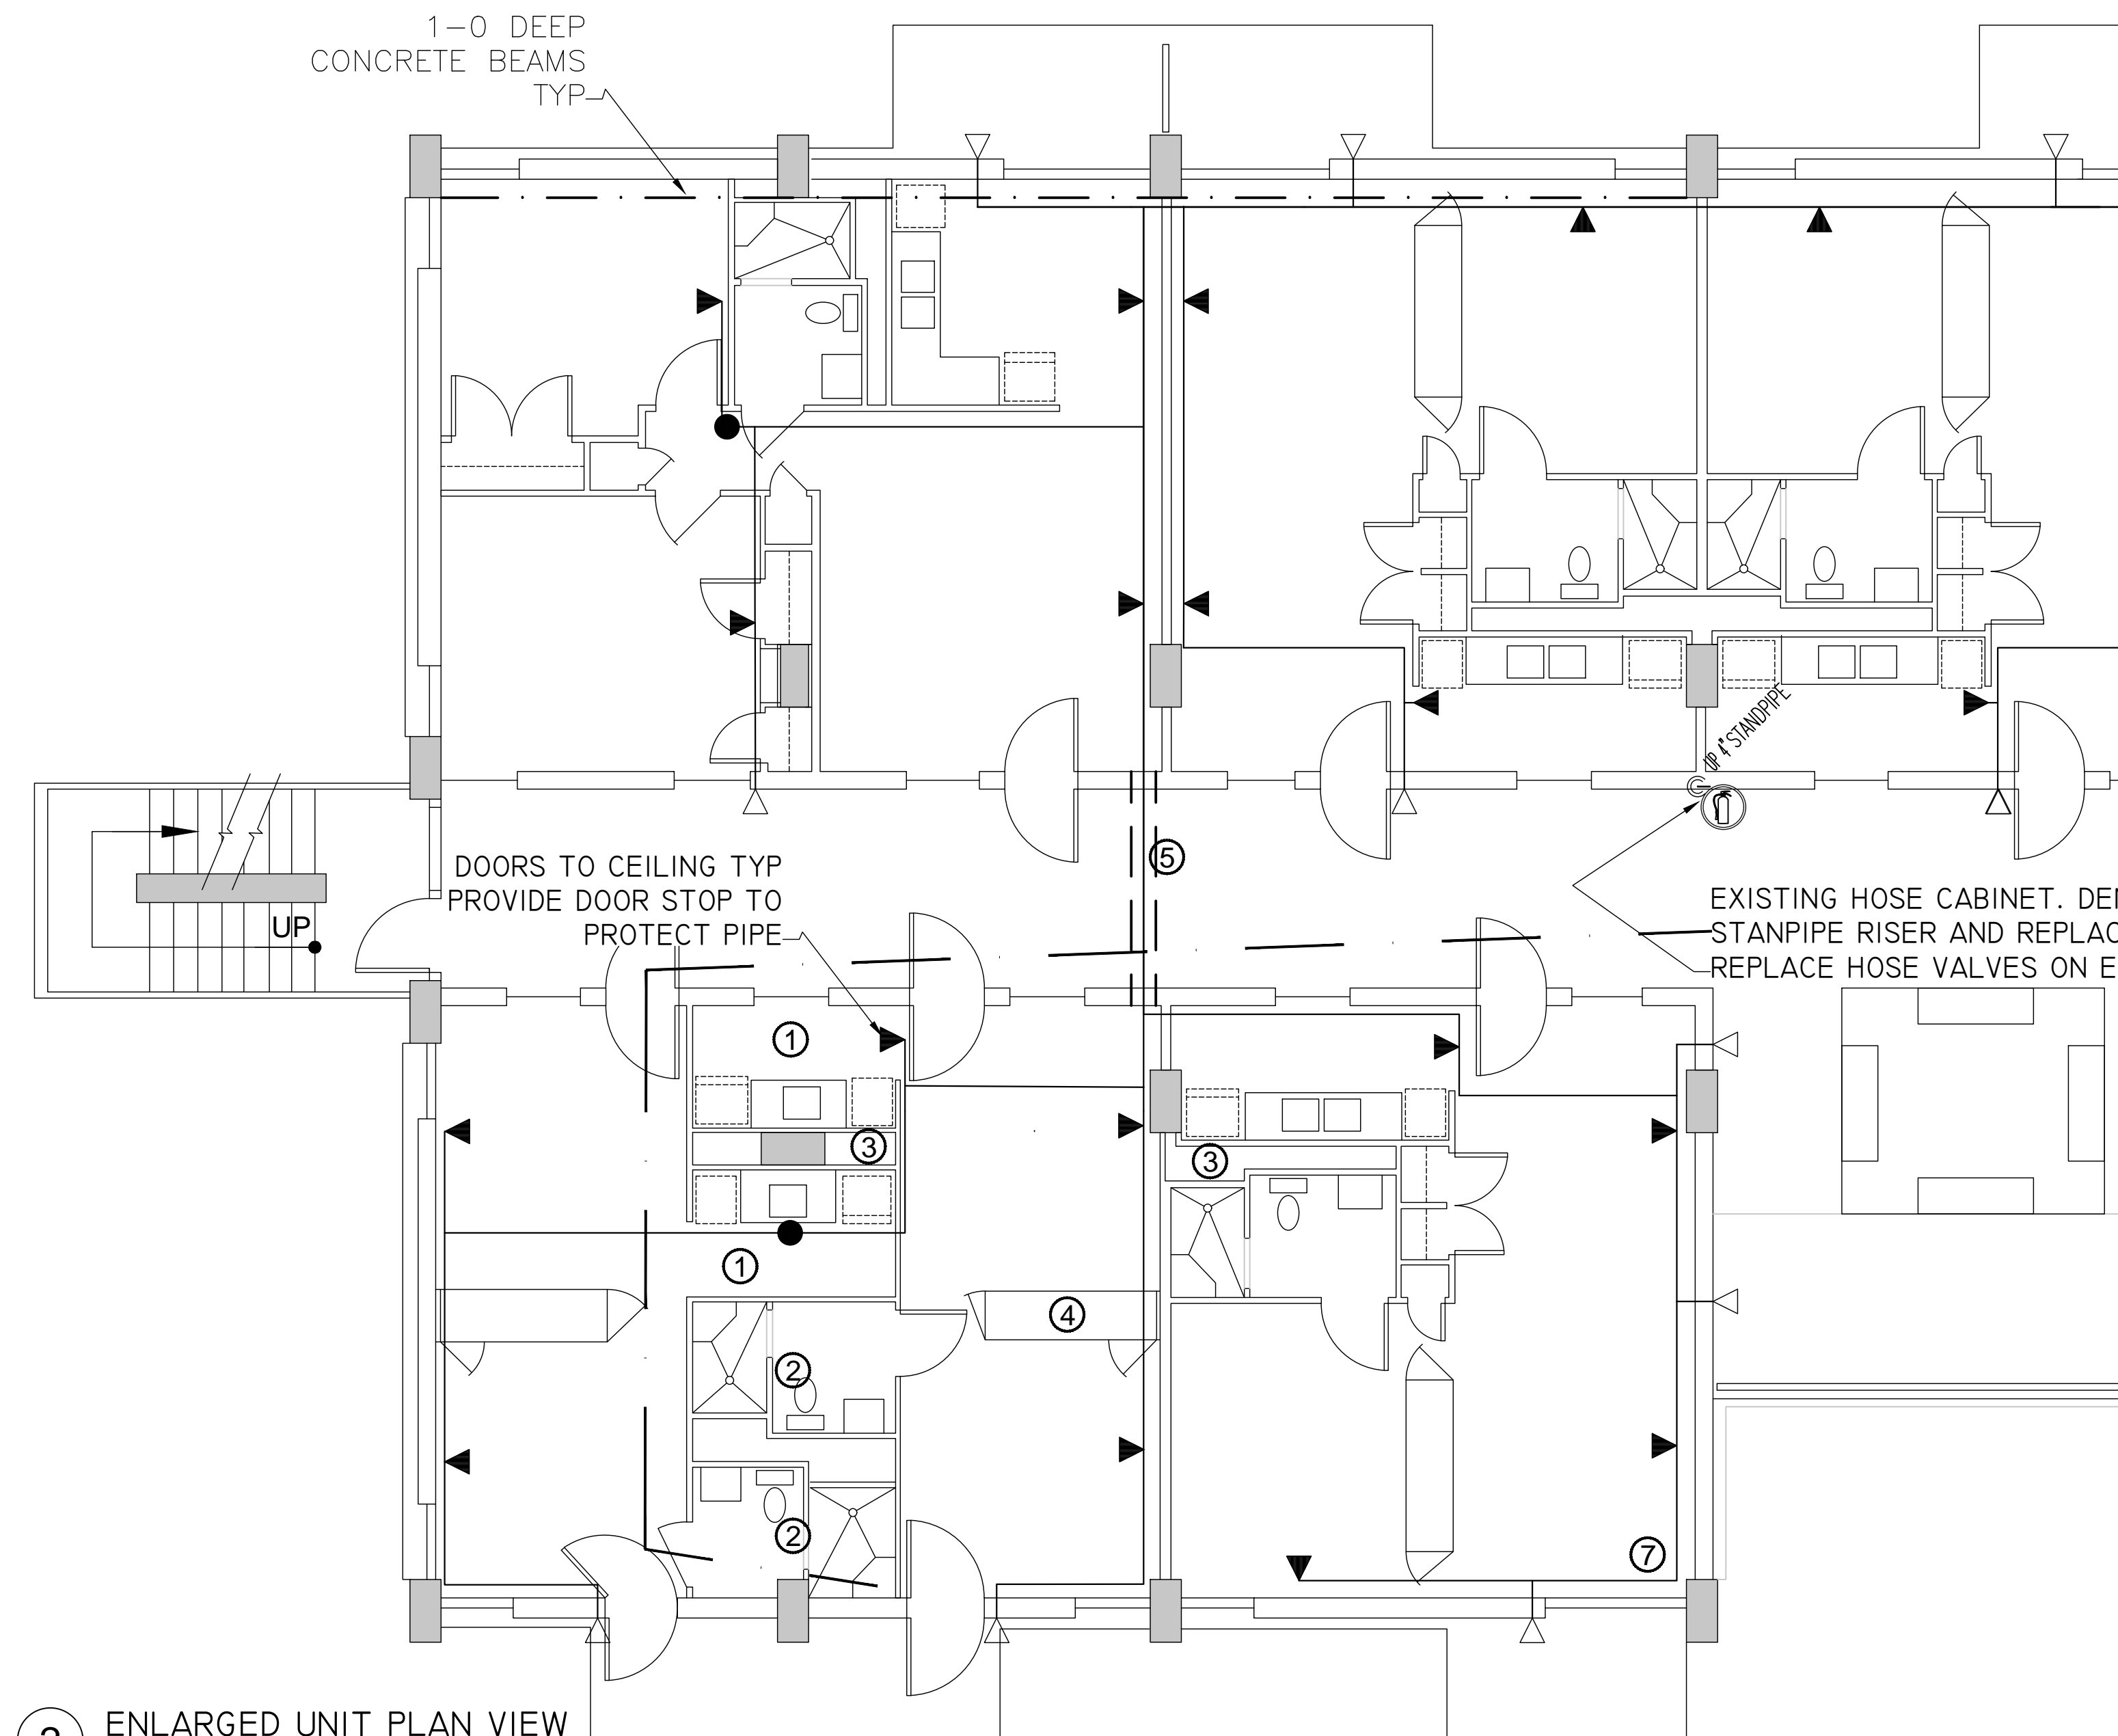 1-0 DEEP
CONCRETE BEAMS
TYP
UP 4" STANDPIPE
5
DOORS TO CEILING TYP
PROVIDE DOOR STOP TO
PROTECT PIPE
UP
EXISTING HOSE CABINET.
STANPIPE RISER AND
REPLACE HOSE VALVES ON
1
3
3
1
4
2
2
7
ENLARGED UNIT PLAN VIEW